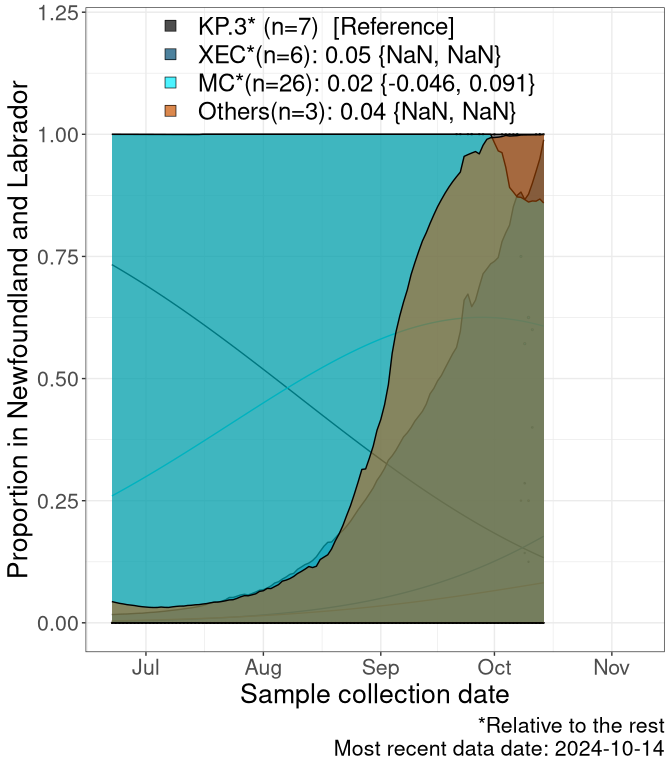 KP.3* (n=7)  [Reference]
XEC*(n=6): 0.05 {NaN, NaN}
MC*(n=26): 0.02 {-0.046, 0.091}
Others(n=3): 0.04 {NaN, NaN}
Proportion in Newfoundland and Labrador
1.25
1.00
0.75
0.50
0.25
0.00
Jul Aug Sep Oct Nov
Sample collection date
*Relative to the rest
Most recent data date: 2024-10-14